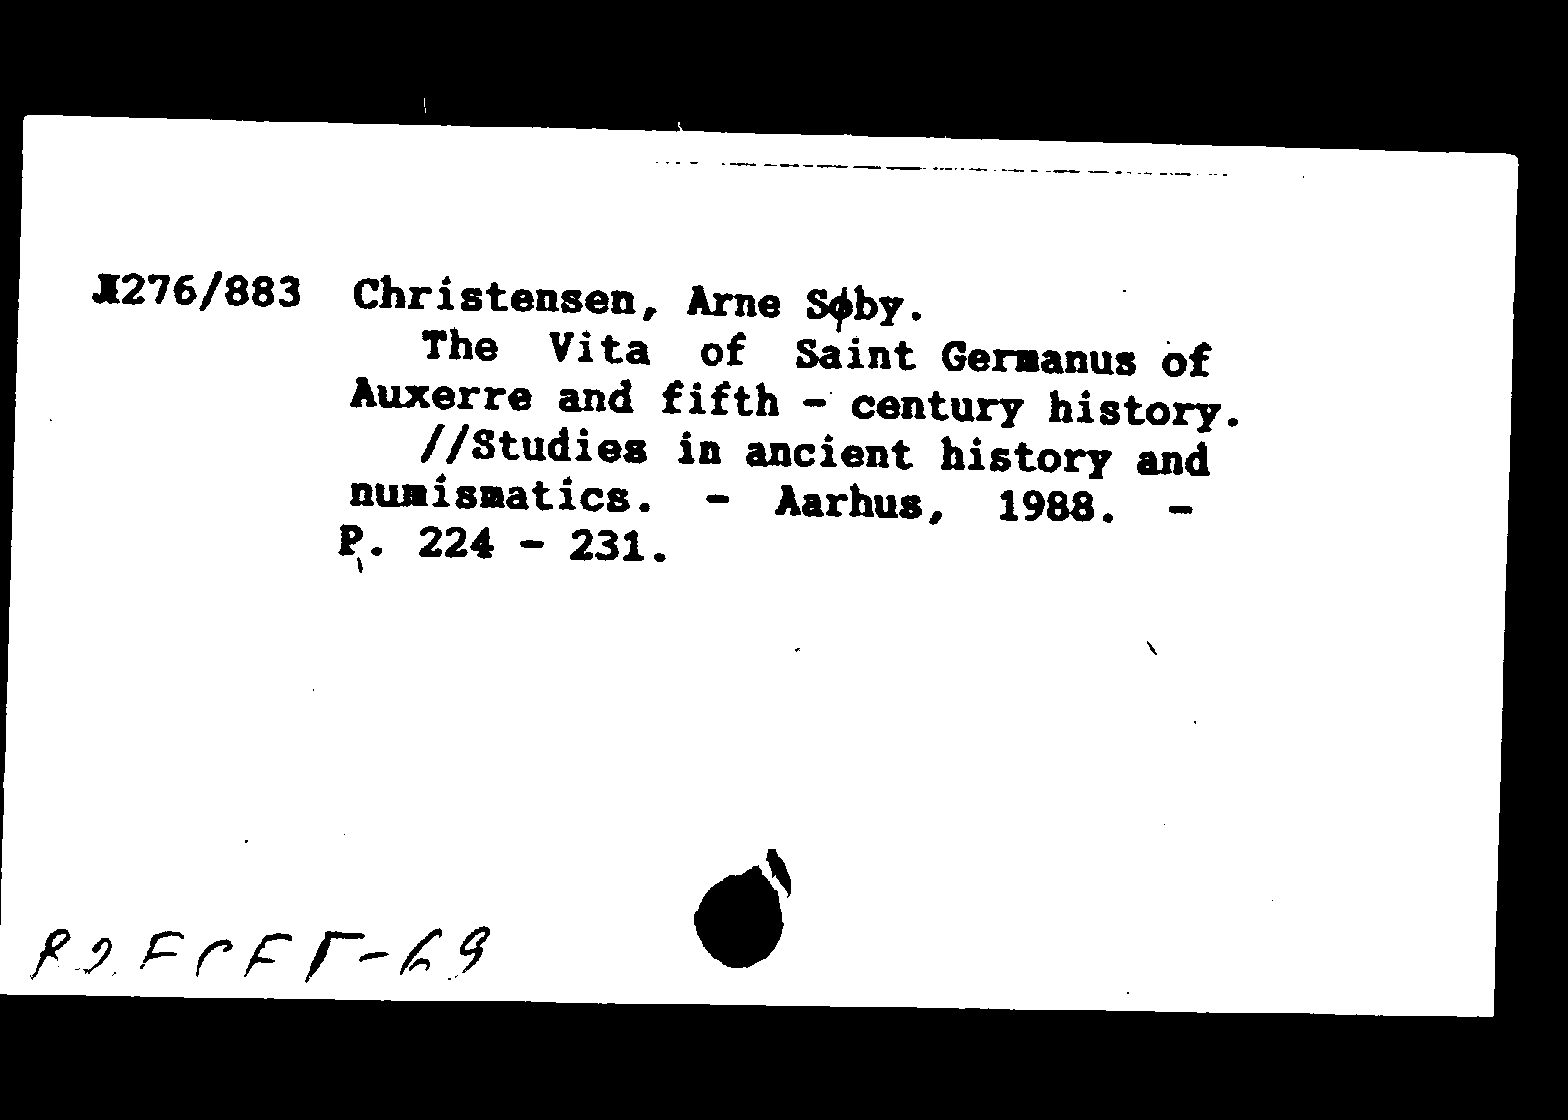 276/883 Christensen, Arne Søby.
The Vita of Saint Germanus of
Auxerre and fifth - century history.
//Studies in ancient history and
numismatics. - Aarhus, 1988. -
P. 224 - 231.